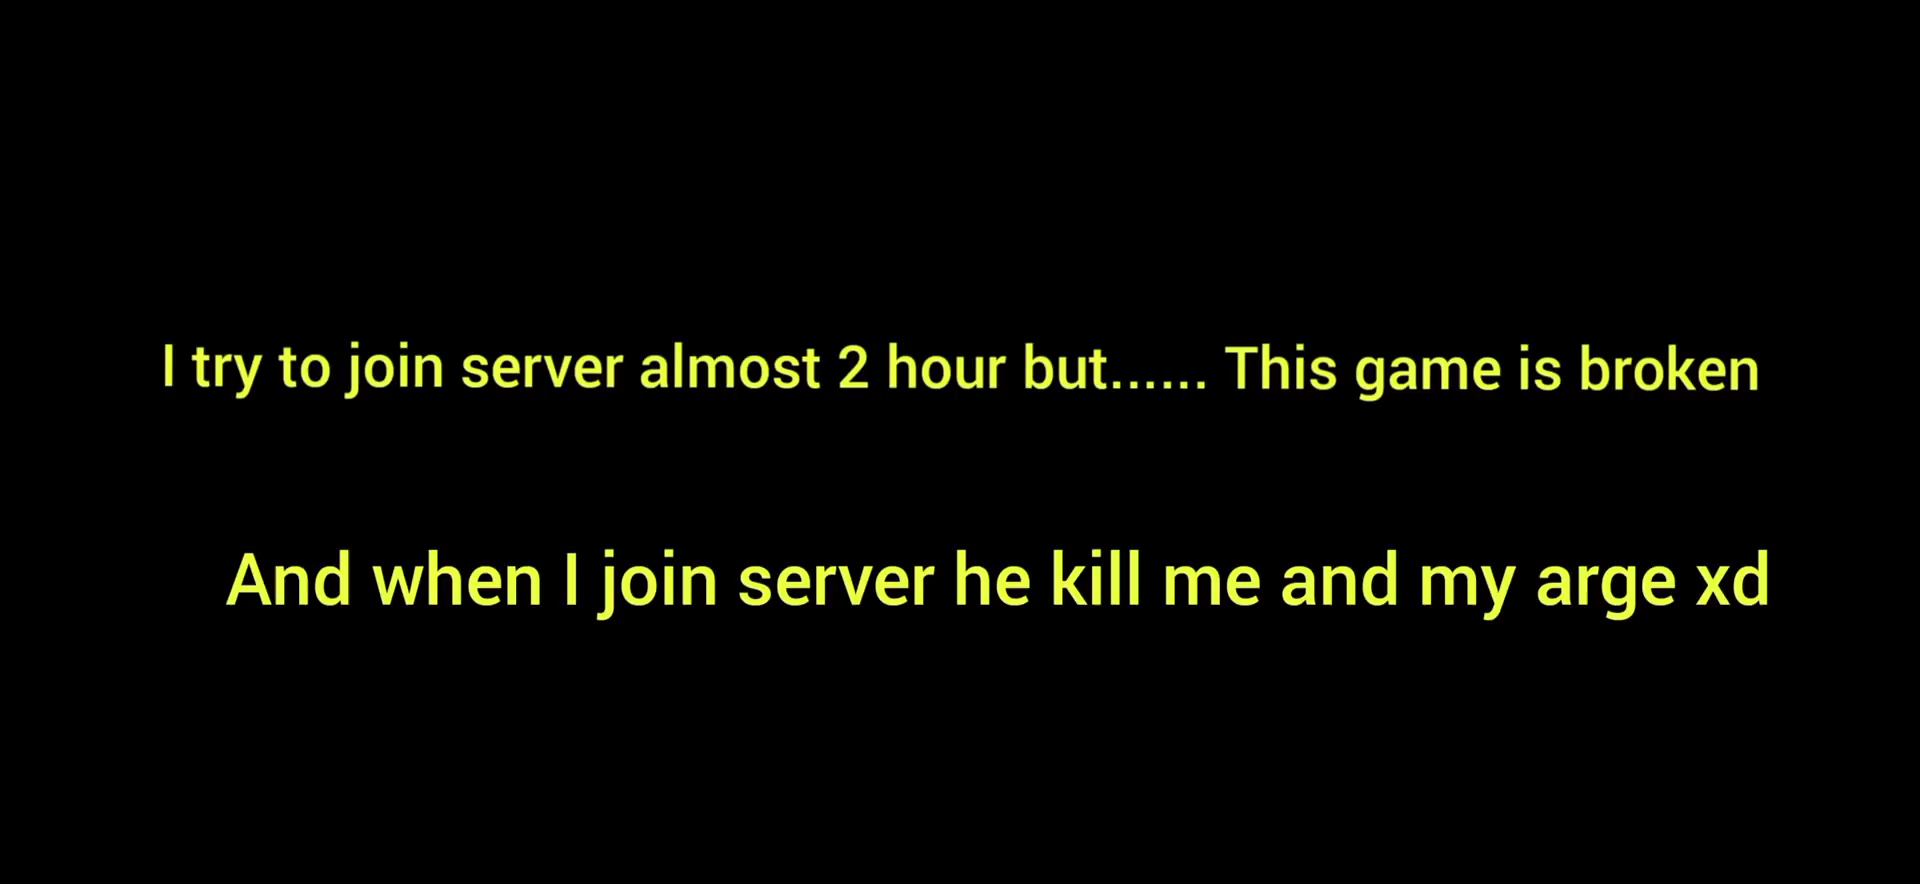 I try to join server almost 2 hour but...... This game is broken
And when I join server he kill me and my arge xd